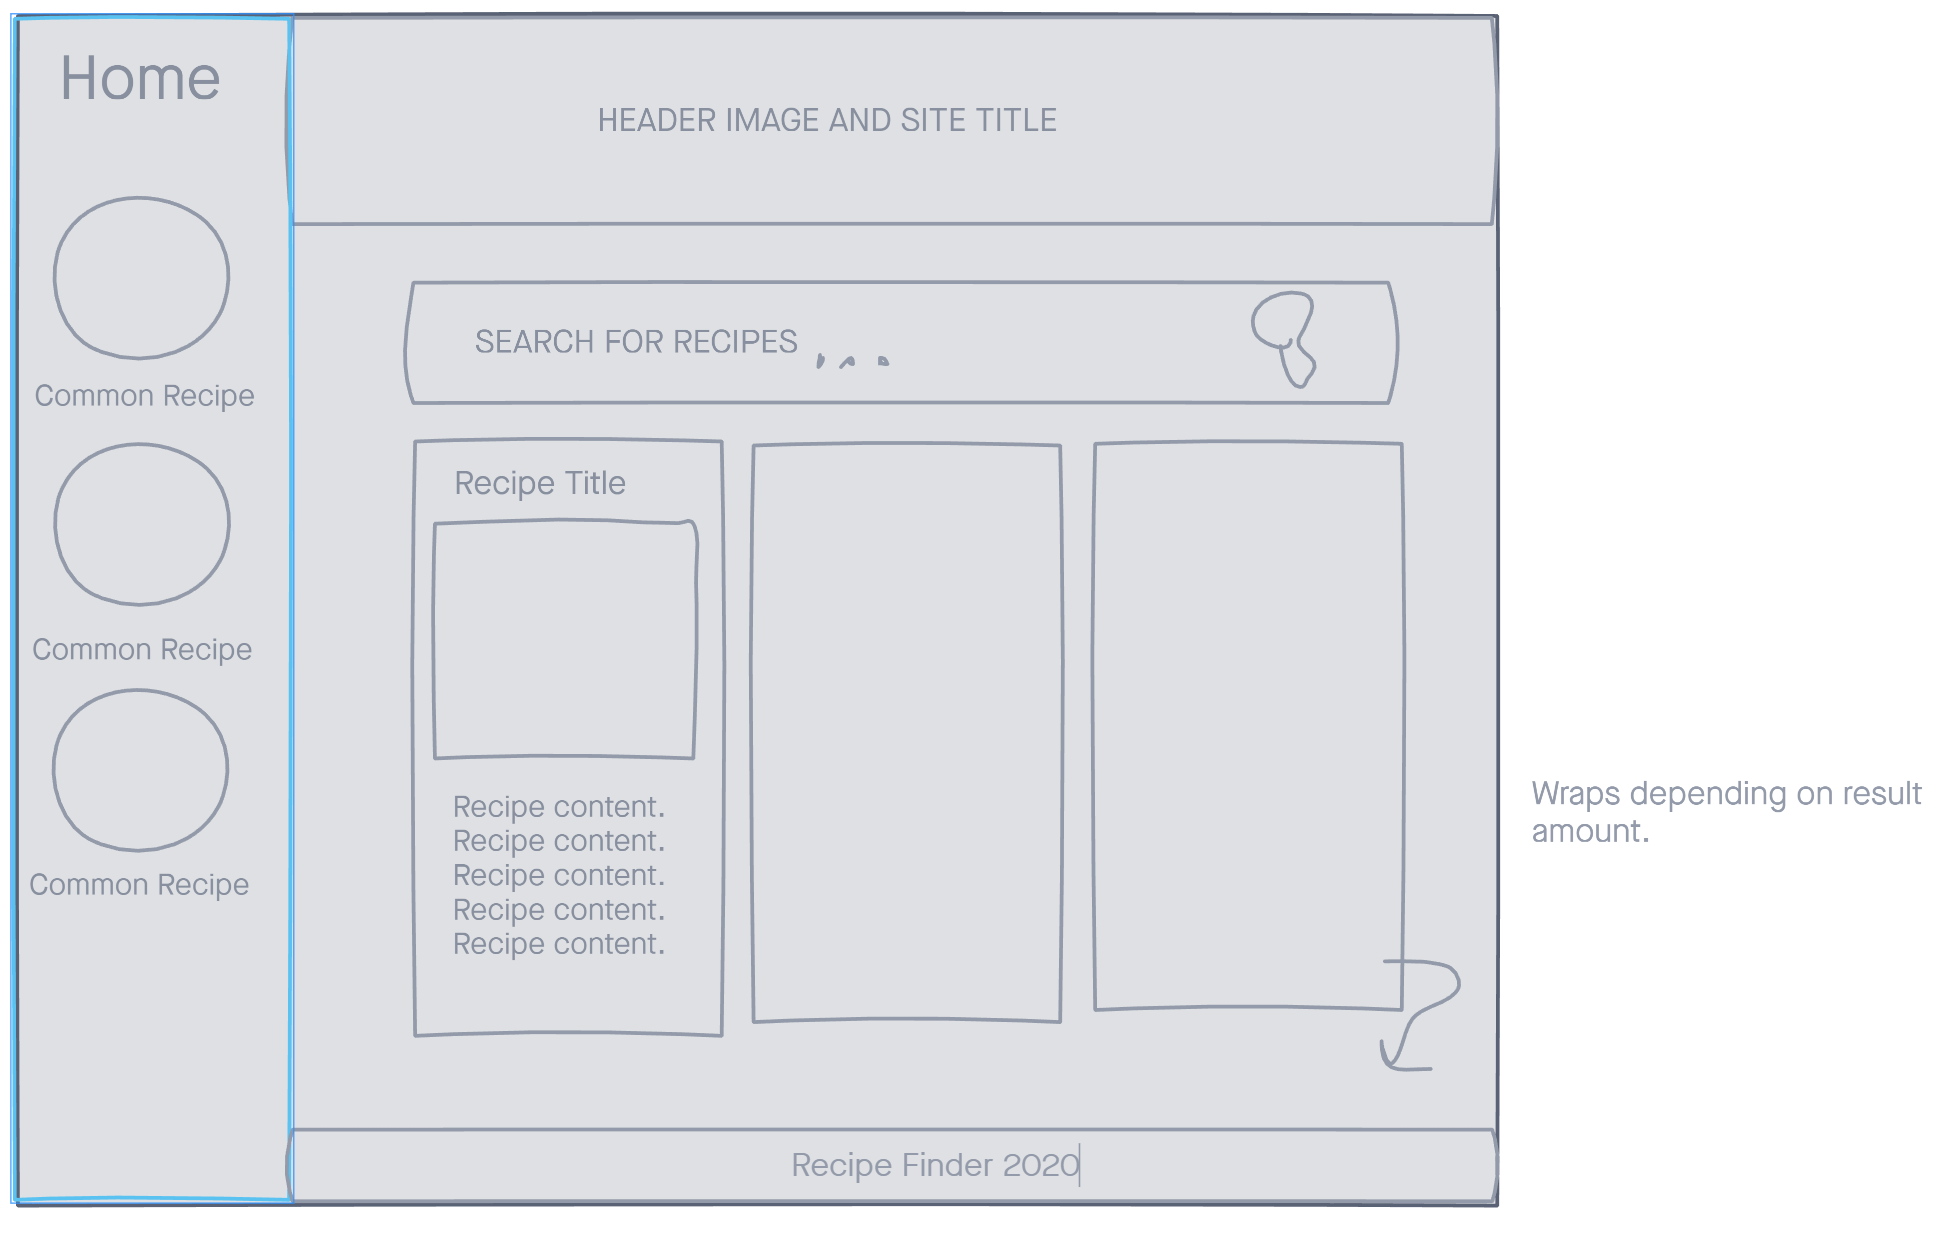 Home
HEADER IMAGE AND SITE TITLE
Common Recipe
Common Recipe
Common Recipe
SEARCH FOR RECIPES ...
Recipe Title
Recipe content.
Recipe content.
Recipe content.
Recipe content.
Recipe content.
Wraps depending on result
amount.
Recipe Finder 2020